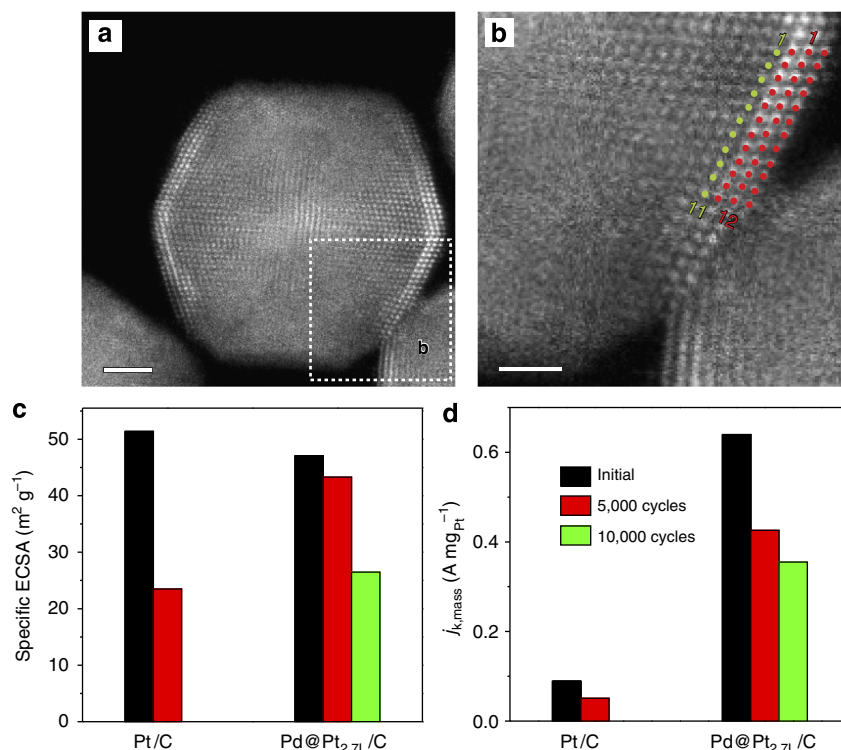 a
b
b
1 1
11 12
c
d
Specific ECSA (m² g⁻¹)
50
40
30
20
10
0
Pt/C
Pd@Pt₂.₇L/C
jk,mass (A mgPt⁻¹)
0.6
0.4
0.2
0.0
Initial
5,000 cycles
10,000 cycles
Pt/C
Pd@Pt₂.₇L/C